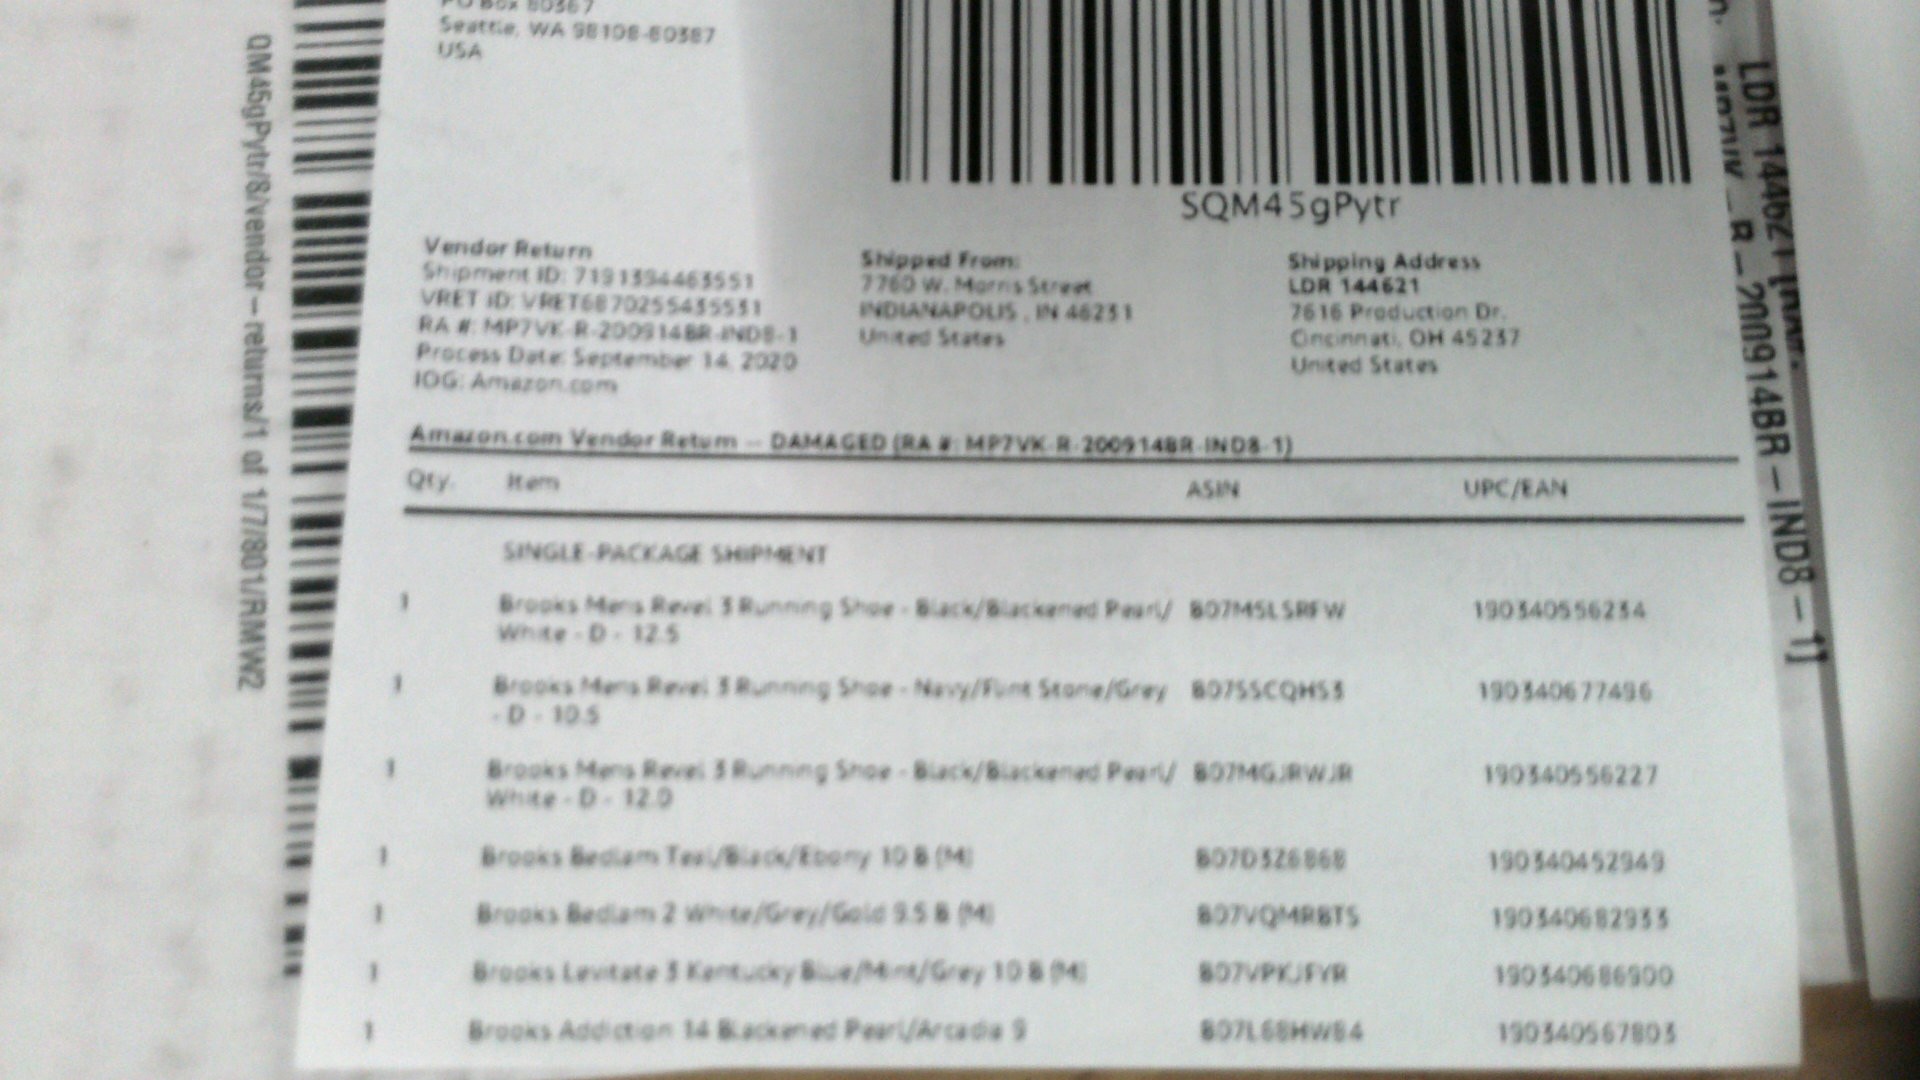 PO Box 80387
Seattle, WA 98108-80387
USA
SQM45gPytr
Vendor Return
Shipment ID: 7191394463551
VRET ID: VRET6870255435531
RA #: MP7VK-R-200914BR-IND8-1
Process Date: September 14, 2020
IOG: Amazon.com
Shipped From:
7760 W. Morris Street
INDIANAPOLIS , IN 46231
United States
Shipping Address
LDR 144621
7616 Production Dr.
Cincinnati, OH 45237
United States
Amazon.com Vendor Return -- DAMAGED (RA #: MP7VK-R-200914BR-IND8-1)
Qty. Item ASIN UPC/EAN
SINGLE-PACKAGE SHIPMENT
1 Brooks Mens Revel 3 Running Shoe - Black/Blackened Pearl/ B07M5LSRFW 190340556234
White - D - 12.5
1 Brooks Mens Revel 3 Running Shoe - Navy/Flint Stone/Grey B07SSCQHS3 190340677496
- D - 10.5
1 Brooks Mens Revel 3 Running Shoe - Black/Blackened Pearl/ B07MGJRWJR 190340556227
White - D - 12.0
1 Brooks Bedlam Teal/Black/Ebony 10 B (M) B07D3Z6868 190340452949
1 Brooks Bedlam 2 White/Grey/Gold 9.5 B (M) B07VQMRBTS 190340682933
1 Brooks Levitate 3 Kentucky Blue/Mint/Grey 10 B (M) B07VPKJFYR 190340686900
1 Brooks Addiction 14 Blackened Pearl/Arcadia 9 B07L68HWB4 190340567803
QM45gPytr/8/vendor-returns/1 of 1/7/801/RMW2
LDR 144621
R-200914BR-IND8-1]